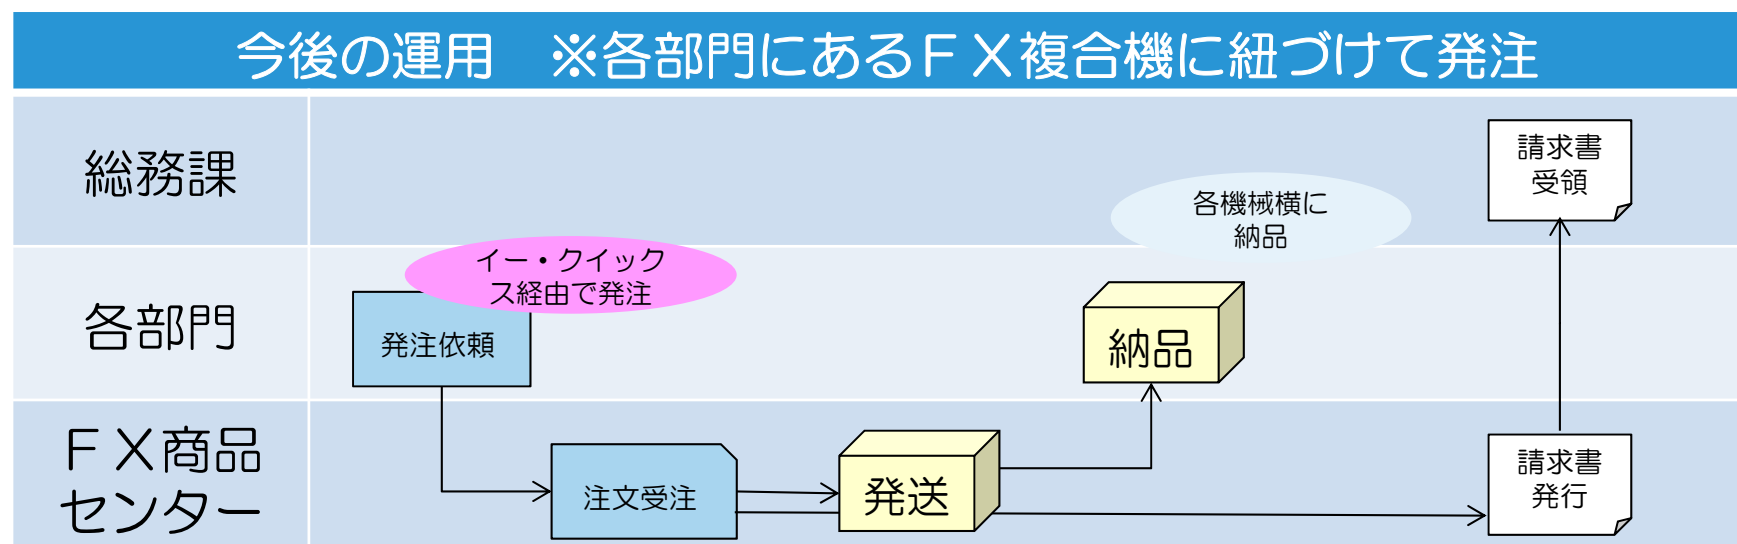 今後の運用　※各部門にあるＦＸ複合機に紐づけて発注
総務課
請求書
受領
各機械横に
納品
イー・クイック
ス経由で発注
各部門
発注依頼
納品
ＦＸ商品
センター
注文受注
発送
請求書
発行